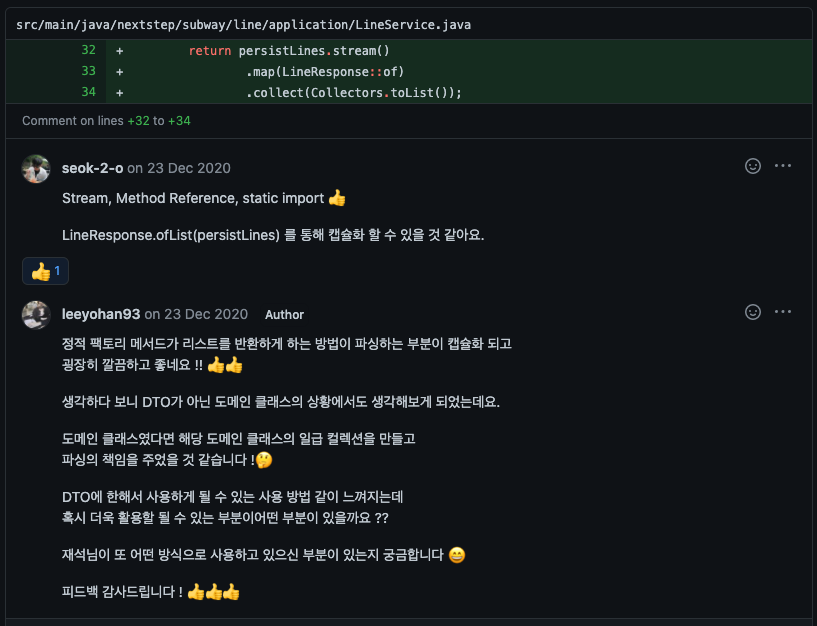 src/main/java/nextstep/subway/line/application/LineService.java
32 + return persistLines.stream()
33 + .map(LineResponse::of)
34 + .collect(Collectors.toList());
Comment on lines +32 to +34
seok-2-o on 23 Dec 2020
Stream, Method Reference, static import 👍
LineResponse.ofList(persistLines) 를 통해 캡슐화 할 수 있을 것 같아요.
👍 1
leeyohan93 on 23 Dec 2020 Author
정적 팩토리 메서드가 리스트를 반환하게 하는 방법이 파싱하는 부분이 캡슐화 되고
굉장히 깔끔하고 좋네요 !! 👍👍
생각하다 보니 DTO가 아닌 도메인 클래스의 상황에서도 생각해보게 되었는데요.
도메인 클래스였다면 해당 도메인 클래스의 일급 컬렉션을 만들고
파싱의 책임을 주었을 것 같습니다 !🤔
DTO에 한해서 사용하게 될 수 있는 사용 방법 같이 느껴지는데
혹시 더욱 활용할 될 수 있는 부분이어떤 부분이 있을까요 ??
재석님이 또 어떤 방식으로 사용하고 있으신 부분이 있는지 궁금합니다 😄
피드백 감사드립니다 ! 👍👍👍